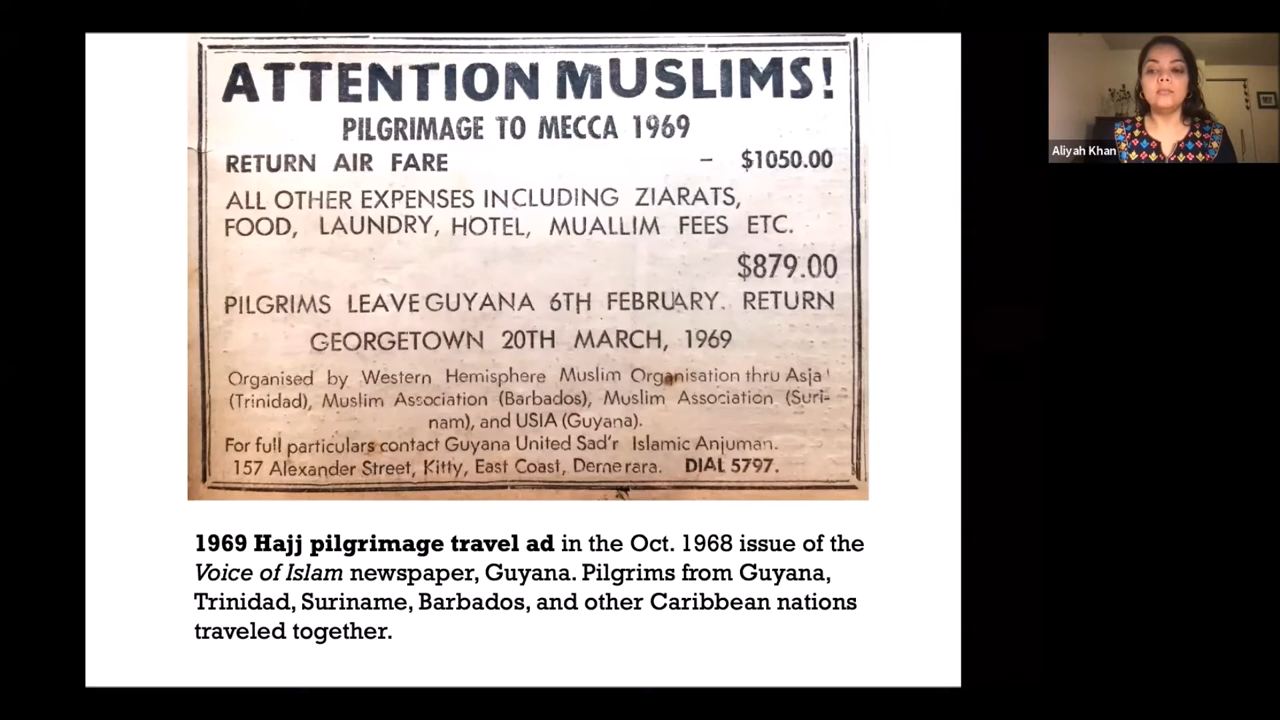 ATTENTION MUSLIMS!
PILGRIMAGE TO MECCA 1969
RETURN AIR FARE – $1050.00
ALL OTHER EXPENSES INCLUDING ZIARATS,
FOOD, LAUNDRY, HOTEL, MUALLIM FEES ETC.
$879.00
PILGRIMS LEAVE GUYANA 6TH FEBRUARY. RETURN
GEORGETOWN 20TH MARCH, 1969
Organised by Western Hemisphere Muslim Organisation thru Asja
(Trinidad), Muslim Association (Barbados), Muslim Association (Suri-
nam), and USIA (Guyana).
For full particulars contact Guyana United Sad'r Islamic Anjuman.
157 Alexander Street, Kitty, East Coast, Demerara. DIAL 5797.
1969 Hajj pilgrimage travel ad in the Oct. 1968 issue of the
Voice of Islam newspaper, Guyana. Pilgrims from Guyana,
Trinidad, Suriname, Barbados, and other Caribbean nations
traveled together.
Aliyah Khan